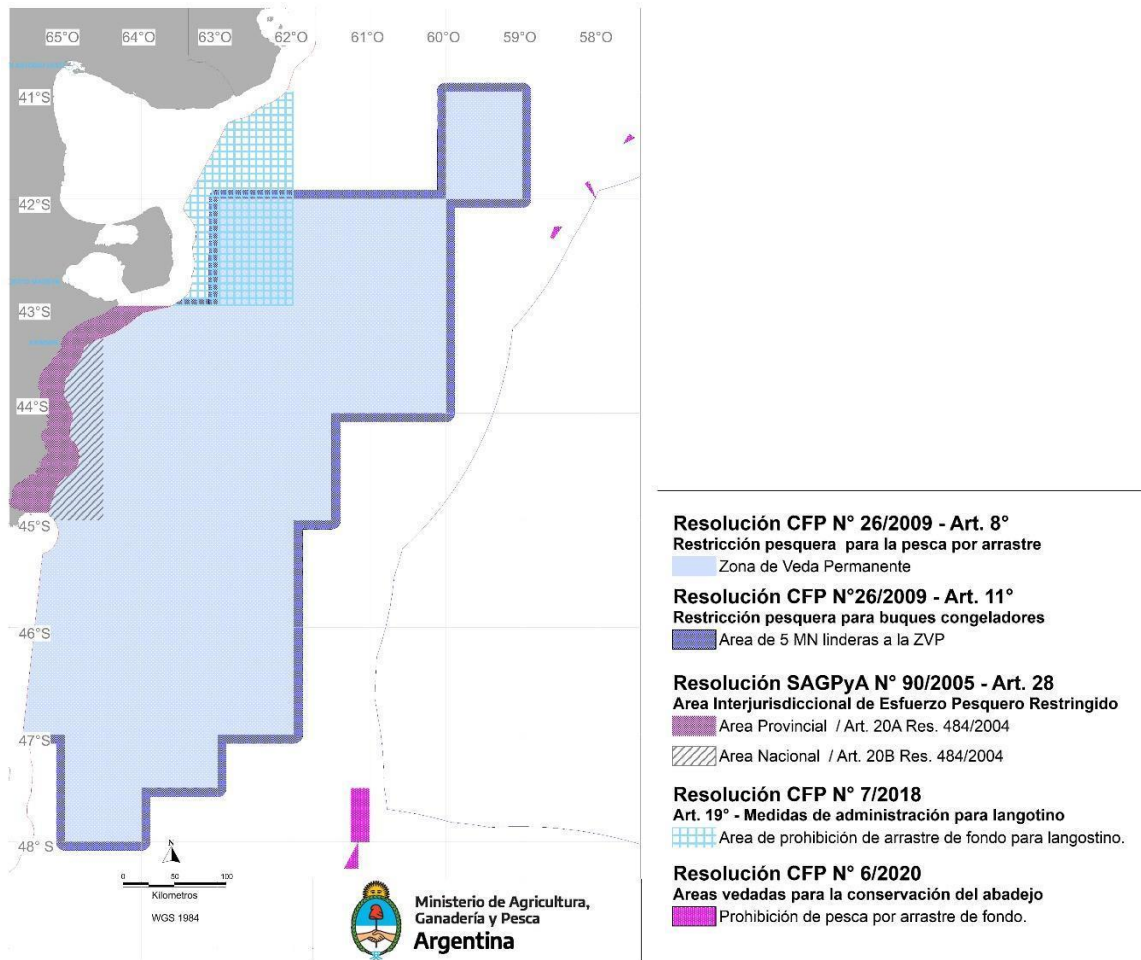 65°O 64°O 63°O 62°O 61°O 60°O 59°O 58°O
41°S
42°S
43°S
44°S
45°S
46°S
47°S
48° S
N
0 50 100
Kilometros
WGS 1984
Ministerio de Agricultura,
Ganadería y Pesca
Argentina
Resolución CFP N° 26/2009 - Art. 8°
Restricción pesquera para la pesca por arrastre
Zona de Veda Permanente
Resolución CFP N°26/2009 - Art. 11°
Restricción pesquera para buques congeladores
Area de 5 MN linderas a la ZVP
Resolución SAGPyA N° 90/2005 - Art. 28
Area Interjurisdiccional de Esfuerzo Pesquero Restringido
Area Provincial / Art. 20A Res. 484/2004
Area Nacional / Art. 20B Res. 484/2004
Resolución CFP N° 7/2018
Art. 19° - Medidas de administración para langotino
Area de prohibición de arrastre de fondo para langostino.
Resolución CFP N° 6/2020
Areas vedadas para la conservación del abadejo
Prohibición de pesca por arrastre de fondo.